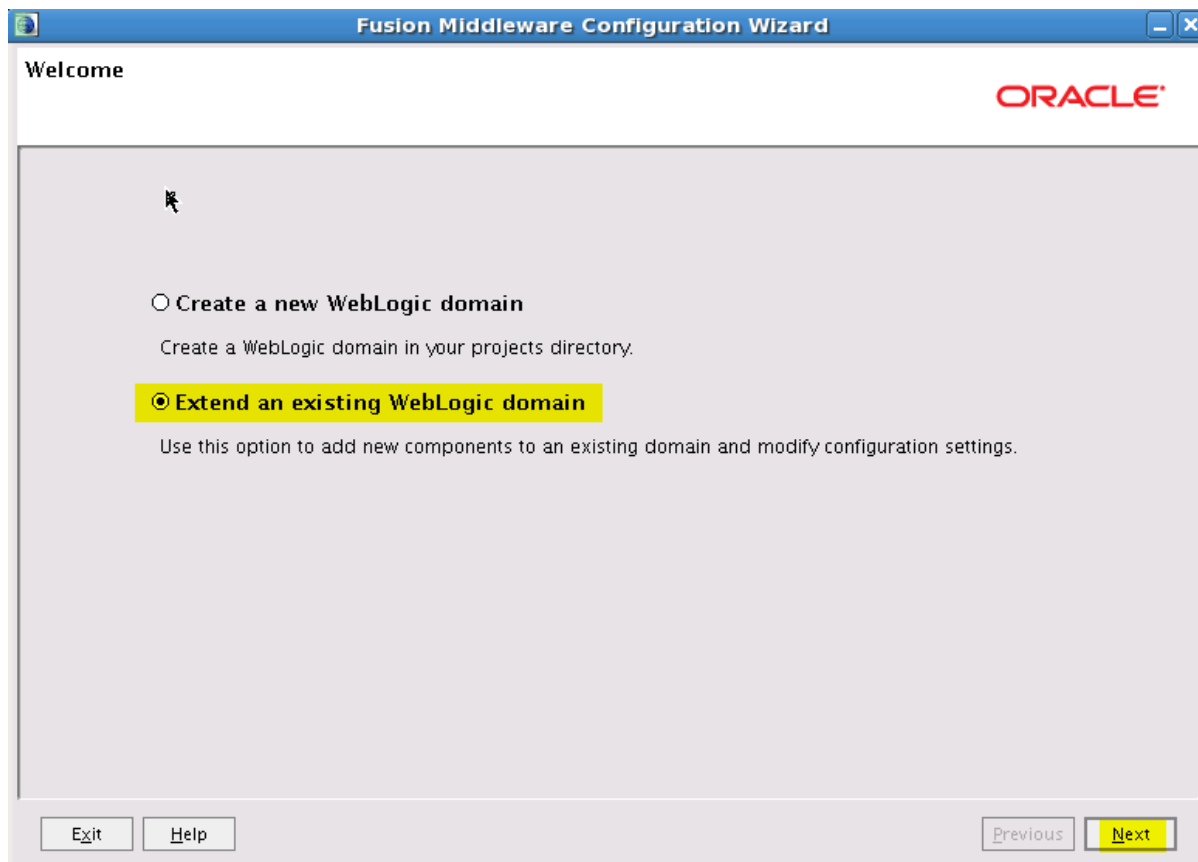 Fusion Middleware Configuration Wizard
Welcome
ORACLE
Create a new WebLogic domain
Create a WebLogic domain in your projects directory.
Extend an existing WebLogic domain
Use this option to add new components to an existing domain and modify configuration settings.
Exit Help Previous Next